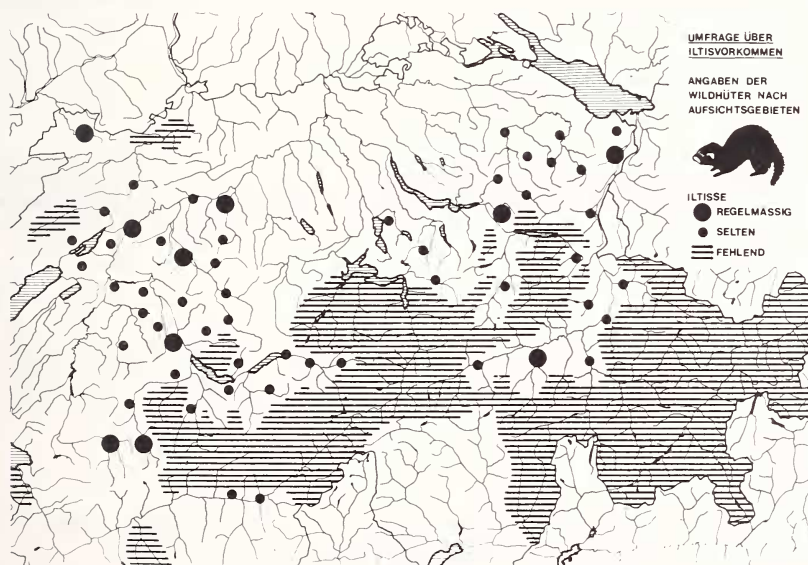 UMFRAGE ÜBER
ILTISVORKOMMEN
ANGABEN DER
WILDHÜTER NACH
AUFSICHTSGEBIETEN
ILTISSE
REGELMÄSSIG
SELTEN
FEHLEND